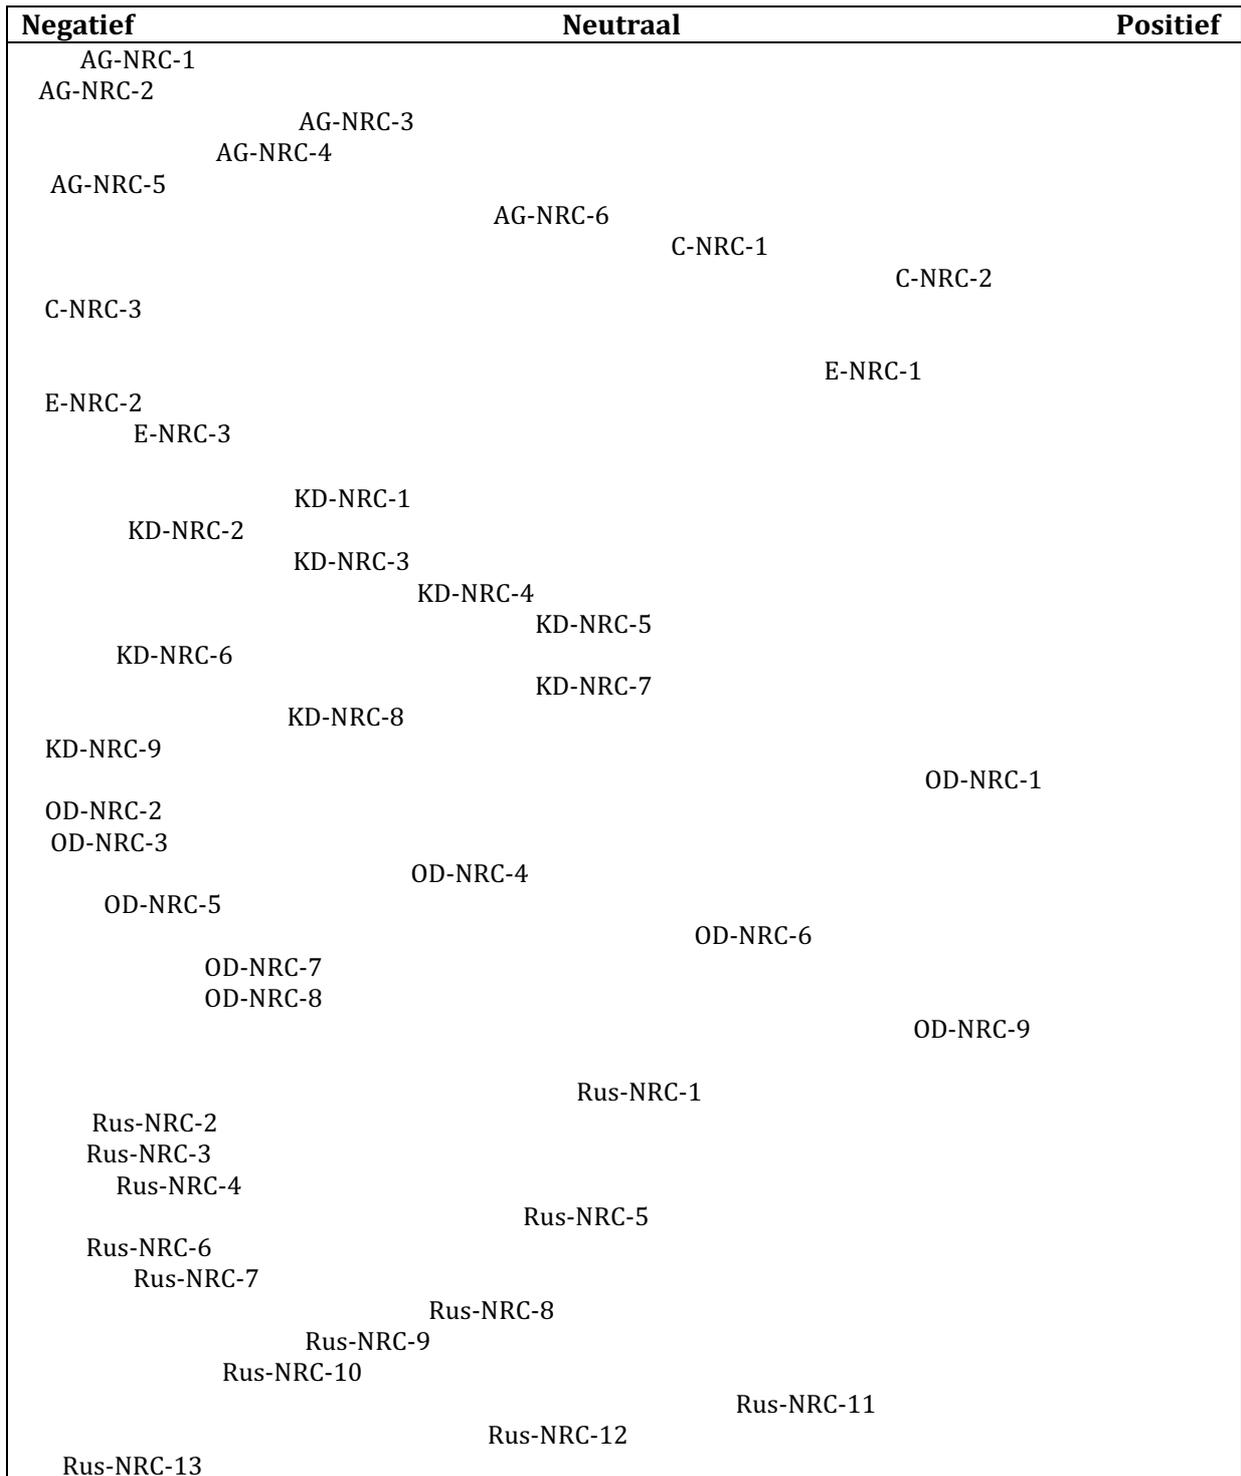 Negatief Neutraal Positief
AG-NRC-1
AG-NRC-2
AG-NRC-3
AG-NRC-4
AG-NRC-5
AG-NRC-6
C-NRC-1
C-NRC-2
C-NRC-3
E-NRC-1
E-NRC-2
E-NRC-3
KD-NRC-1
KD-NRC-2
KD-NRC-3
KD-NRC-4
KD-NRC-5
KD-NRC-6
KD-NRC-7
KD-NRC-8
KD-NRC-9
OD-NRC-1
OD-NRC-2
OD-NRC-3
OD-NRC-4
OD-NRC-5
OD-NRC-6
OD-NRC-7
OD-NRC-8
OD-NRC-9
Rus-NRC-1
Rus-NRC-2
Rus-NRC-3
Rus-NRC-4
Rus-NRC-5
Rus-NRC-6
Rus-NRC-7
Rus-NRC-8
Rus-NRC-9
Rus-NRC-10
Rus-NRC-11
Rus-NRC-12
Rus-NRC-13